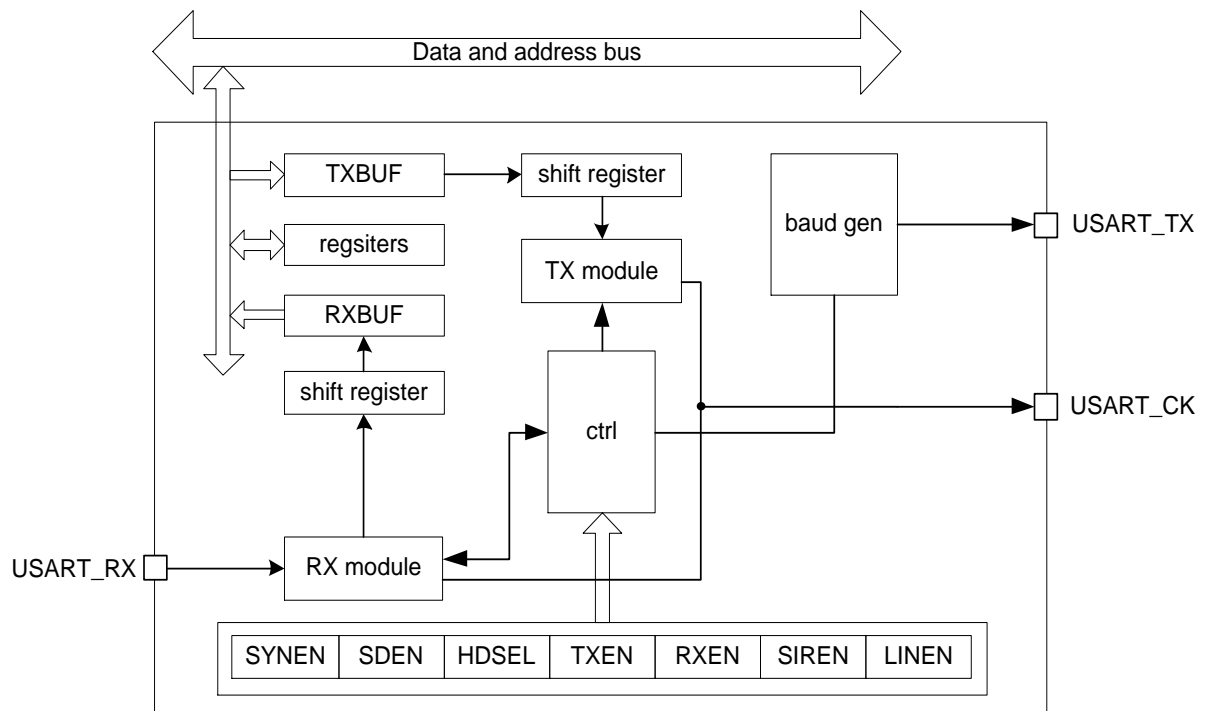 Data and address bus
TXBUF
shift register
baud gen
USART_TX
regsiters
TX module
RXBUF
shift register
ctrl
USART_CK
USART_RX
RX module
SYNEN SDEN HDSEL TXEN RXEN SIREN LINEN